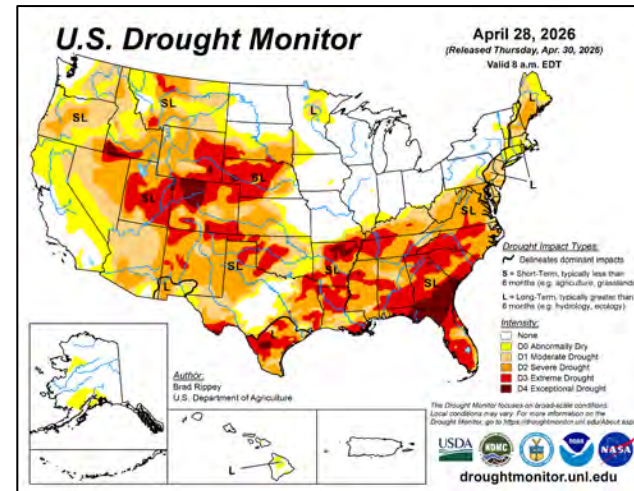 U.S. Drought Monitor
April 28, 2026
(Released Thursday, Apr. 30, 2026)
Valid 8 a.m. EDT
L
L
SL
SL
SL
SL
SL
L
SL
SL
SL
SL
L
L
L
Drought Impact Types:
Delineates dominant impacts
S = Short-Term, typically less than
6 months (e.g. agriculture, grasslands
L = Long-Term, typically greater than
6 months (e.g. hydrology, ecology)
Intensity:
None
D0 Abnormally Dry
D1 Moderate Drought
D2 Severe Drought
D3 Extreme Drought
D4 Exceptional Drought
Author:
Brad Rippey
U.S. Department of Agriculture
The Drought Monitor focuses on broad-scale conditions.
Local conditions may vary. For more information on the
Drought Monitor, go to https://droughtmonitor.unl.edu/About.aspx
USDA
NDMC
NOAA
NASA
droughtmonitor.unl.edu